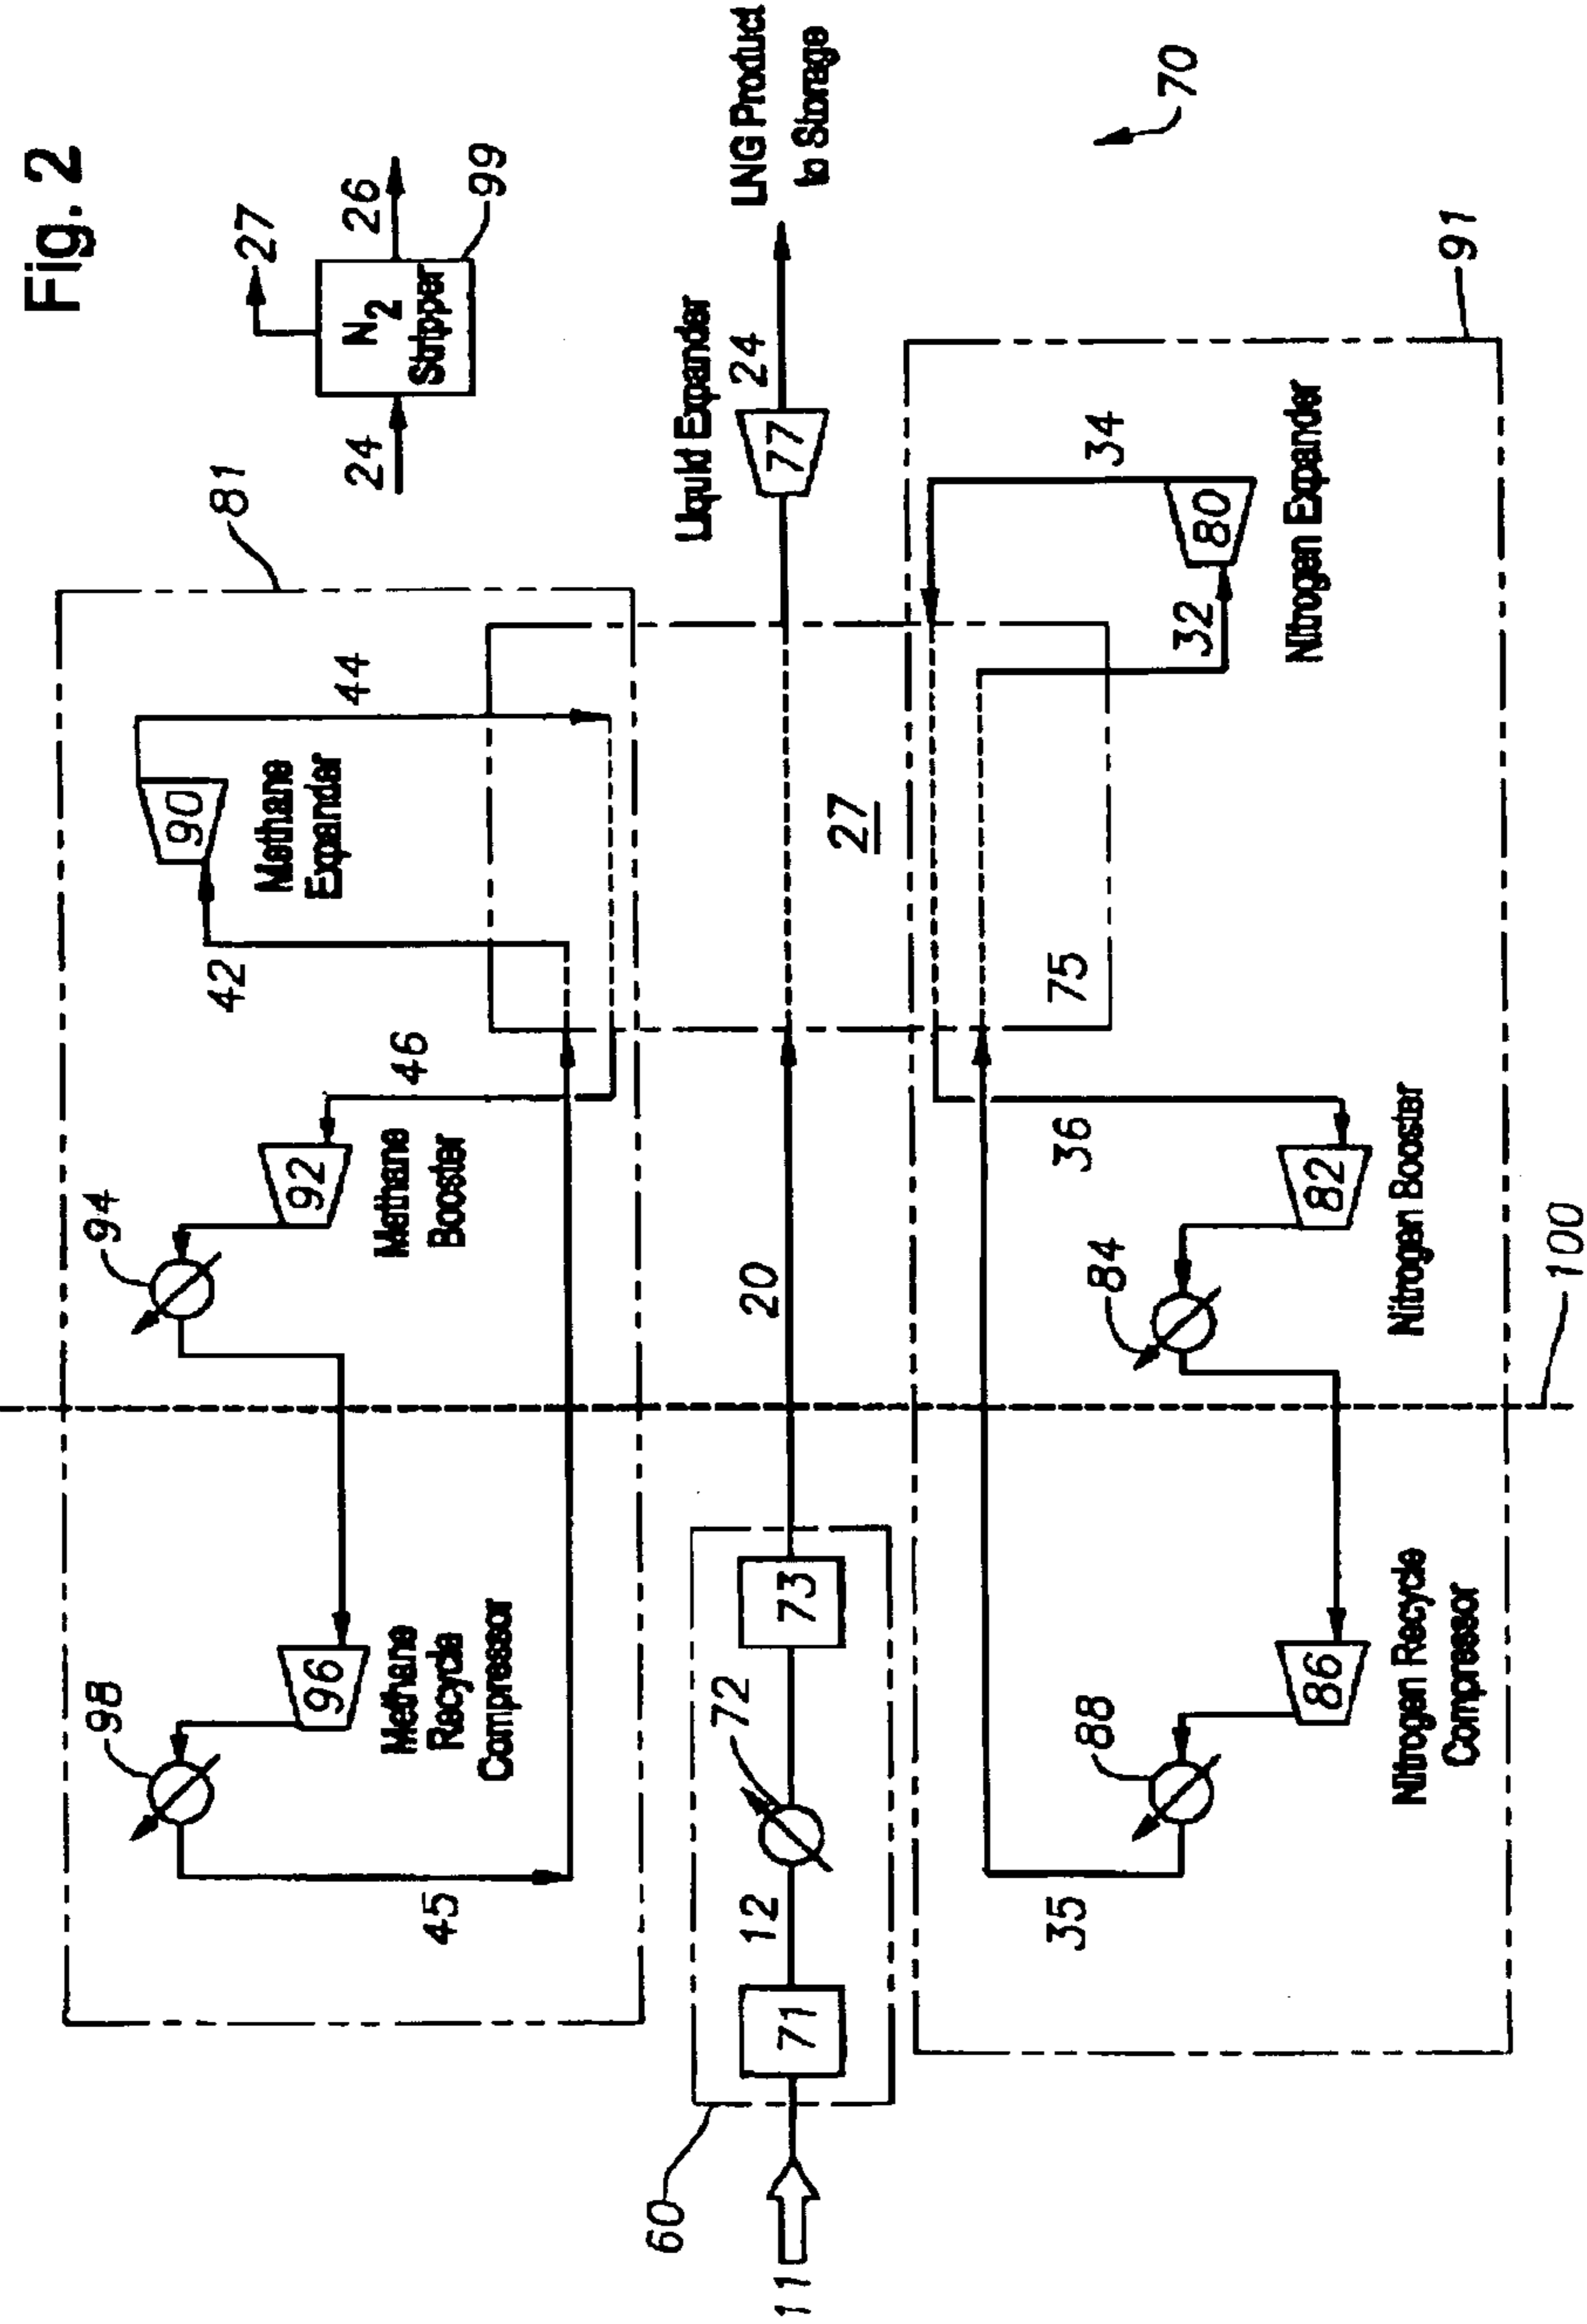 Fig. 2
27
24
N2
Stripper
26
99
81
42
90
44
Methane
Expander
94
92
46
Methane
Booster
98
96
Methane
Recycle
Compressor
45
60
11
71
12
72
73
20
27
Liquid Expander
77
24
LNG Product
to Storage
75
34
32
80
Nitrogen Expander
36
84
82
Nitrogen Booster
35
88
86
Nitrogen Recycle
Compressor
91
100
70